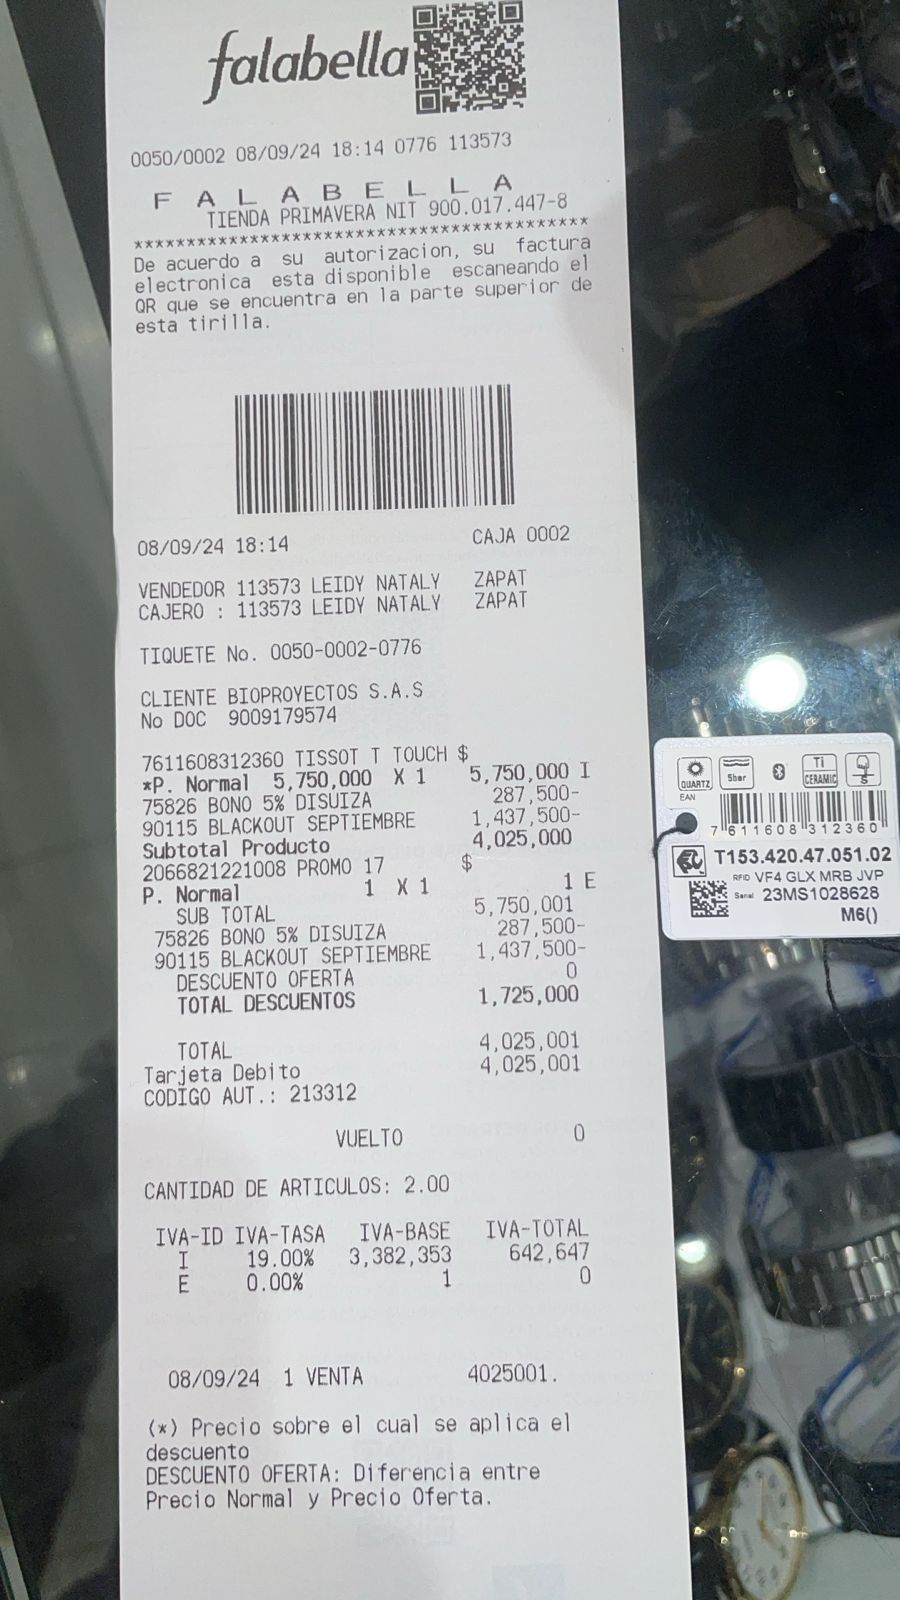 falabella
0050/0002 08/09/24 18:14 0776 113573
F A L A B E L L A
TIENDA PRIMAVERA NIT 900.017.447-8
*******************************************
De acuerdo a su autorizacion, su factura
electronica esta disponible escaneando el
QR que se encuentra en la parte superior de
esta tirilla.
08/09/24 18:14 CAJA 0002
VENDEDOR 113573 LEIDY NATALY ZAPAT
CAJERO : 113573 LEIDY NATALY ZAPAT
TIQUETE No. 0050-0002-0776
CLIENTE BIOPROYECTOS S.A.S
No DOC 9009179574
7611608312360 TISSOT T TOUCH $
*P. Normal 5,750,000 X 1 5,750,000 I
75826 BONO 5% DISUIZA 287,500-
90115 BLACKOUT SEPTIEMBRE 1,437,500-
Subtotal Producto 4,025,000
2066821221008 PROMO 17 $
P. Normal 1 X 1 1 E
SUB TOTAL 5,750,001
75826 BONO 5% DISUIZA 287,500-
90115 BLACKOUT SEPTIEMBRE 1,437,500-
DESCUENTO OFERTA 0
TOTAL DESCUENTOS 1,725,000
TOTAL 4,025,001
Tarjeta Debito 4,025,001
CODIGO AUT.: 213312
VUELTO 0
CANTIDAD DE ARTICULOS: 2.00
IVA-ID IVA-TASA IVA-BASE IVA-TOTAL
I 19.00% 3,382,353 642,647
E 0.00% 1 0
08/09/24 1 VENTA 4025001.
(*) Precio sobre el cual se aplica el
descuento
DESCUENTO OFERTA: Diferencia entre
Precio Normal y Precio Oferta.
QUARTZ 5bar Ti CERAMIC S
EAN
7 611608 312360
T153.420.47.051.02
RFID VF4 GLX MRB JVP
Serial 23MS1028628
M6()